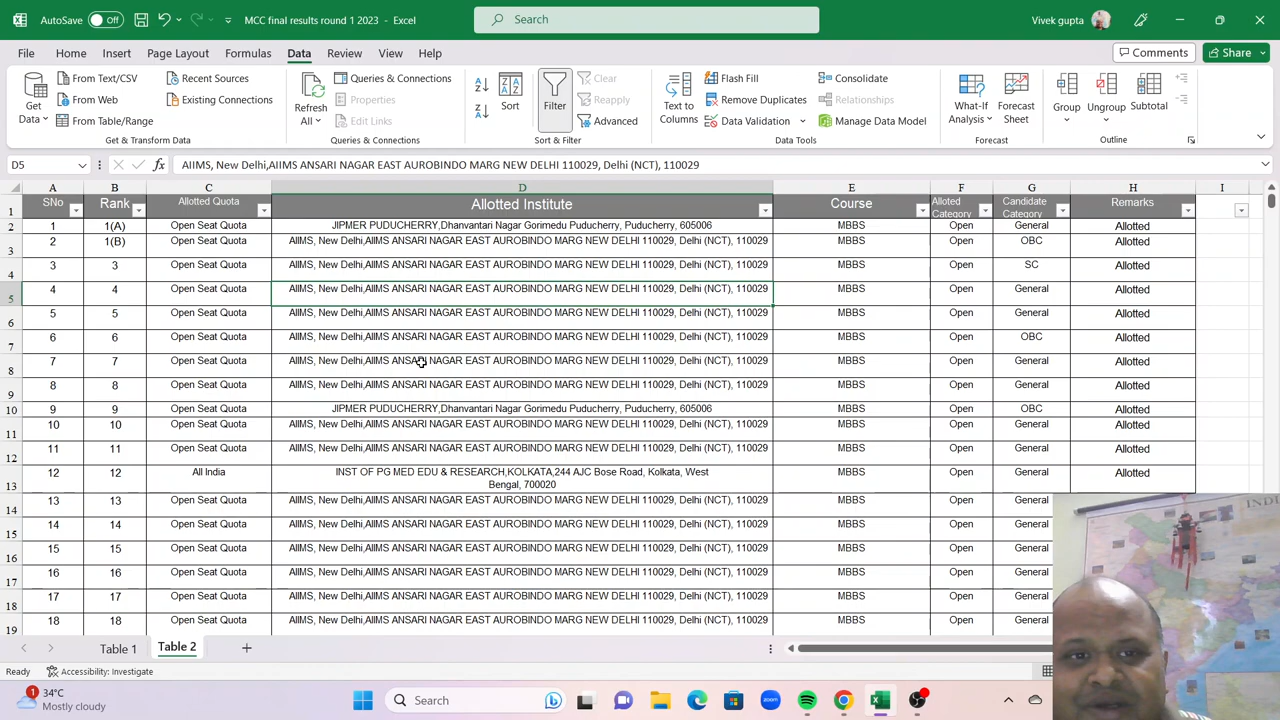 AutoSave Off MCC final results round 1 2023 - Excel Search Vivek gupta
File Home Insert Page Layout Formulas Data Review View Help Comments Share
Get Data
From Text/CSV
From Web
From Table/Range
Recent Sources
Existing Connections
Get & Transform Data
Refresh All
Queries & Connections
Properties
Edit Links
Queries & Connections
Sort
Filter
Clear
Reapply
Advanced
Sort & Filter
Text to Columns
Flash Fill
Remove Duplicates
Data Validation
Consolidate
Relationships
Manage Data Model
Data Tools
What-If Analysis
Forecast Sheet
Forecast
Group
Ungroup
Subtotal
Outline
D5 fx AIIMS, New Delhi,AIIMS ANSARI NAGAR EAST AUROBINDO MARG NEW DELHI 110029, Delhi (NCT), 110029
A B C D E F G H I
1 SNo Rank Allotted Quota Allotted Institute Course Alloted Category Candidate Category Remarks
2 1 1(A) Open Seat Quota JIPMER PUDUCHERRY,Dhanvantari Nagar Gorimedu Puducherry, Puducherry, 605006 MBBS Open General Allotted
3 2 1(B) Open Seat Quota AIIMS, New Delhi,AIIMS ANSARI NAGAR EAST AUROBINDO MARG NEW DELHI 110029, Delhi (NCT), 110029 MBBS Open OBC Allotted
4 3 3 Open Seat Quota AIIMS, New Delhi,AIIMS ANSARI NAGAR EAST AUROBINDO MARG NEW DELHI 110029, Delhi (NCT), 110029 MBBS Open SC Allotted
5 4 4 Open Seat Quota AIIMS, New Delhi,AIIMS ANSARI NAGAR EAST AUROBINDO MARG NEW DELHI 110029, Delhi (NCT), 110029 MBBS Open General Allotted
6 5 5 Open Seat Quota AIIMS, New Delhi,AIIMS ANSARI NAGAR EAST AUROBINDO MARG NEW DELHI 110029, Delhi (NCT), 110029 MBBS Open General Allotted
7 6 6 Open Seat Quota AIIMS, New Delhi,AIIMS ANSARI NAGAR EAST AUROBINDO MARG NEW DELHI 110029, Delhi (NCT), 110029 MBBS Open OBC Allotted
8 7 7 Open Seat Quota AIIMS, New Delhi,AIIMS ANSARI NAGAR EAST AUROBINDO MARG NEW DELHI 110029, Delhi (NCT), 110029 MBBS Open General Allotted
9 8 8 Open Seat Quota AIIMS, New Delhi,AIIMS ANSARI NAGAR EAST AUROBINDO MARG NEW DELHI 110029, Delhi (NCT), 110029 MBBS Open General Allotted
10 9 9 Open Seat Quota JIPMER PUDUCHERRY,Dhanvantari Nagar Gorimedu Puducherry, Puducherry, 605006 MBBS Open OBC Allotted
11 10 10 Open Seat Quota AIIMS, New Delhi,AIIMS ANSARI NAGAR EAST AUROBINDO MARG NEW DELHI 110029, Delhi (NCT), 110029 MBBS Open General Allotted
12 11 11 Open Seat Quota AIIMS, New Delhi,AIIMS ANSARI NAGAR EAST AUROBINDO MARG NEW DELHI 110029, Delhi (NCT), 110029 MBBS Open General Allotted
13 12 12 All India INST OF PG MED EDU & RESEARCH,KOLKATA,244 AJC Bose Road, Kolkata, West Bengal, 700020 MBBS Open General Allotted
14 13 13 Open Seat Quota AIIMS, New Delhi,AIIMS ANSARI NAGAR EAST AUROBINDO MARG NEW DELHI 110029, Delhi (NCT), 110029 MBBS Open General
15 14 14 Open Seat Quota AIIMS, New Delhi,AIIMS ANSARI NAGAR EAST AUROBINDO MARG NEW DELHI 110029, Delhi (NCT), 110029 MBBS Open General
16 15 15 Open Seat Quota AIIMS, New Delhi,AIIMS ANSARI NAGAR EAST AUROBINDO MARG NEW DELHI 110029, Delhi (NCT), 110029 MBBS Open General
17 16 16 Open Seat Quota AIIMS, New Delhi,AIIMS ANSARI NAGAR EAST AUROBINDO MARG NEW DELHI 110029, Delhi (NCT), 110029 MBBS Open General
18 17 17 Open Seat Quota AIIMS, New Delhi,AIIMS ANSARI NAGAR EAST AUROBINDO MARG NEW DELHI 110029, Delhi (NCT), 110029 MBBS Open General
19 18 18 Open Seat Quota AIIMS, New Delhi,AIIMS ANSARI NAGAR EAST AUROBINDO MARG NEW DELHI 110029, Delhi (NCT), 110029 MBBS Open General
Table 1 Table 2
Ready Accessibility: Investigate
1 34°C
Mostly cloudy
Search
zoom